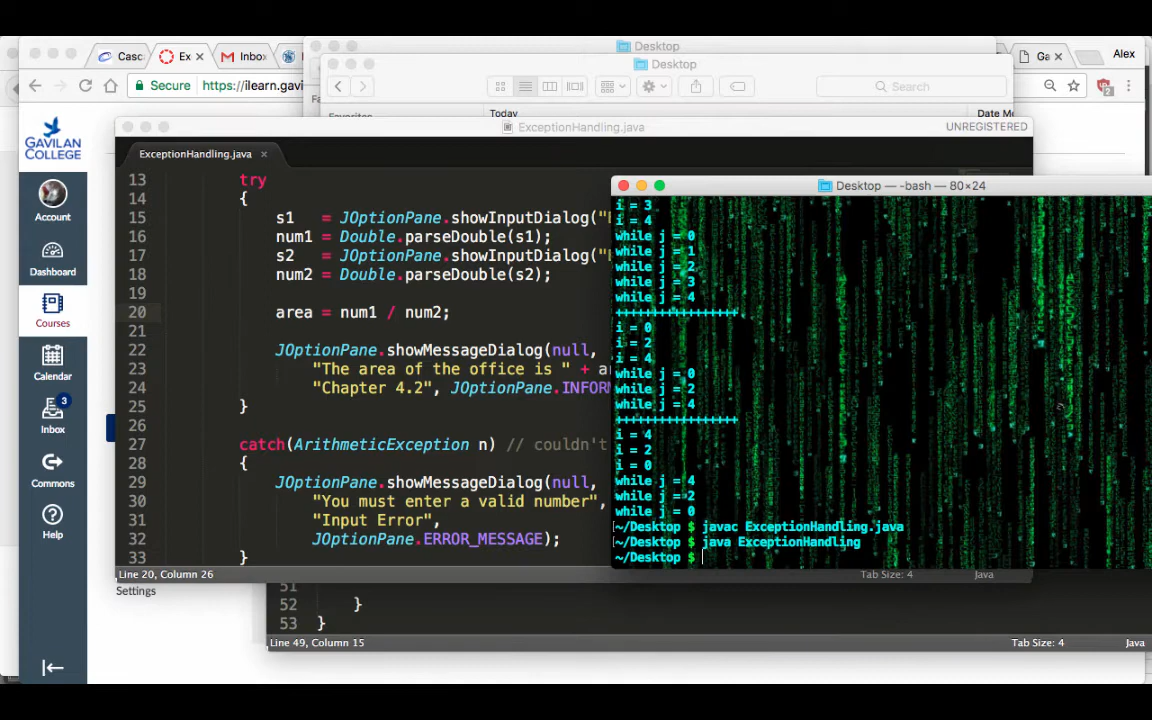 Desktop
Casc
Ex
Inbox
Ga
Alex
Desktop
Secure
https://ilearn.gavi
Search
Today
Date Me
GAVILAN
COLLEGE
ExceptionHandling.java
UNREGISTERED
ExceptionHandling.java
13 try
14 {
15 s1 = JOptionPane.showInputDialog("
16 num1 = Double.parseDouble(s1);
17 s2 = JOptionPane.showInputDialog("
18 num2 = Double.parseDouble(s2);
19
20 area = num1 / num2;
21
22 JOptionPane.showMessageDialog(null,
23 "The area of the office is " + a
24 "Chapter 4.2", JOptionPane.INFOR
25 }
26
27 catch(ArithmeticException n) // couldn't
28 {
29 JOptionPane.showMessageDialog(null,
30 "You must enter a valid number",
31 "Input Error",
32 JOptionPane.ERROR_MESSAGE);
33 }
Line 20, Column 26
Tab Size: 4
Java
Desktop — -bash — 80×24
i = 3
i = 4
while j = 0
while j = 1
while j = 2
while j = 3
while j = 4
++++++++++++++++
i = 0
i = 2
i = 4
while j = 0
while j = 2
while j = 4
++++++++++++++++
i = 4
i = 2
i = 0
while j = 4
while j = 2
while j = 0
~/Desktop $ javac ExceptionHandling.java
~/Desktop $ java ExceptionHandling
~/Desktop $
Account
Dashboard
Courses
Calendar
3
Inbox
Commons
Help
Settings
51
52 }
53 }
Line 49, Column 15
Tab Size: 4
Java